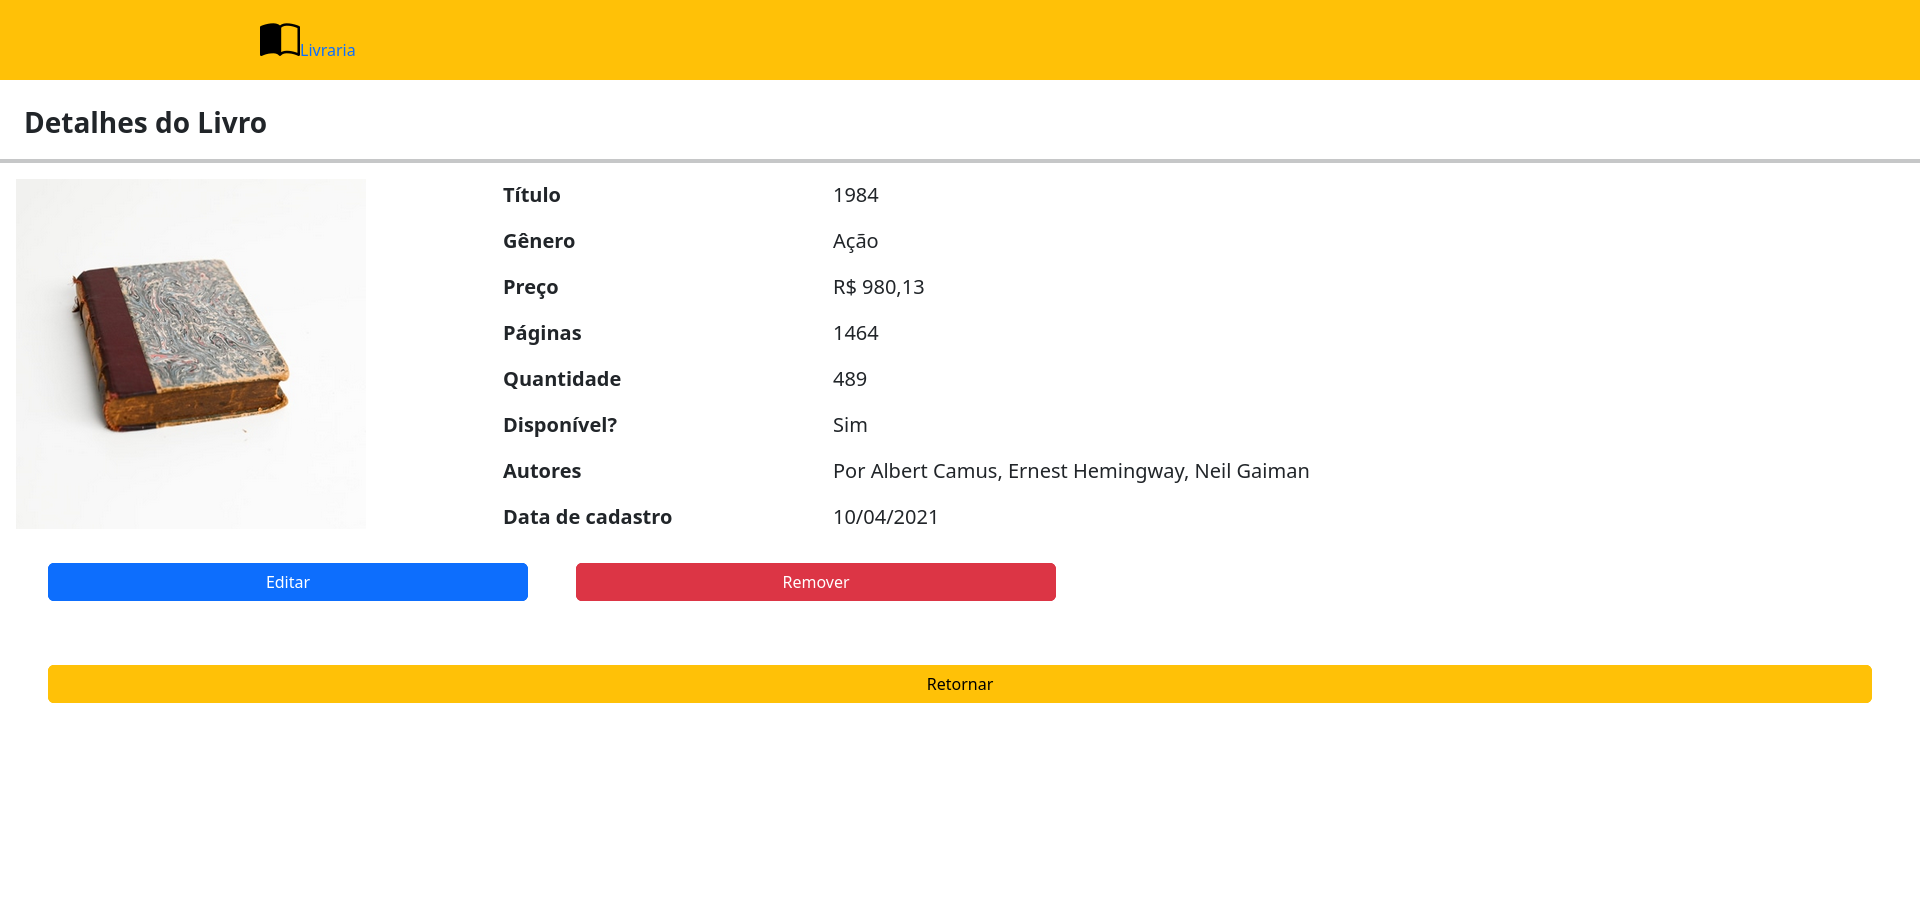 Livraria
Detalhes do Livro
Título 1984
Gênero Ação
Preço R$ 980,13
Páginas 1464
Quantidade 489
Disponível? Sim
Autores Por Albert Camus, Ernest Hemingway, Neil Gaiman
Data de cadastro 10/04/2021
Editar Remover
Retornar